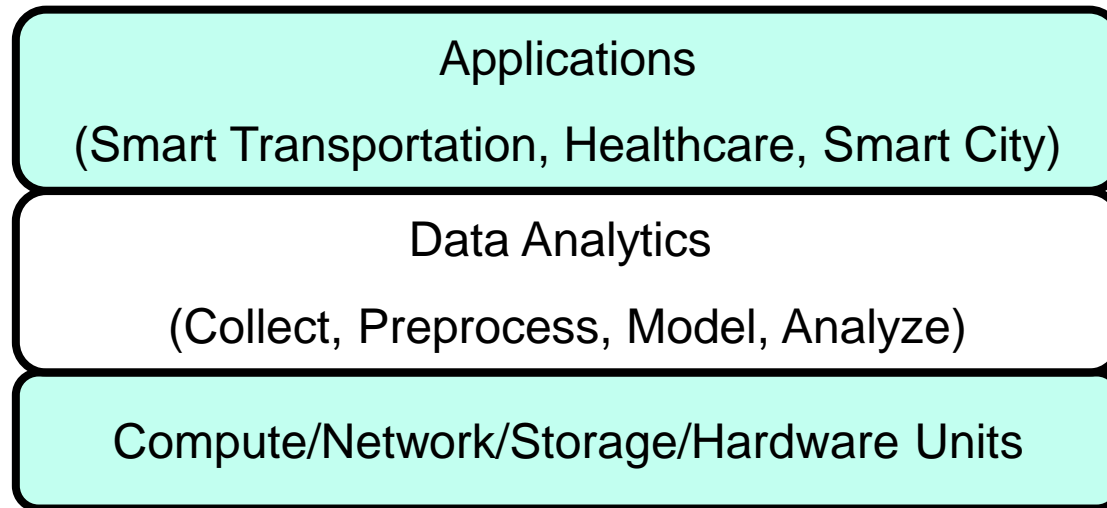 Applications
(Smart Transportation, Healthcare, Smart City)
Data Analytics
(Collect, Preprocess, Model, Analyze)
Compute/Network/Storage/Hardware Units